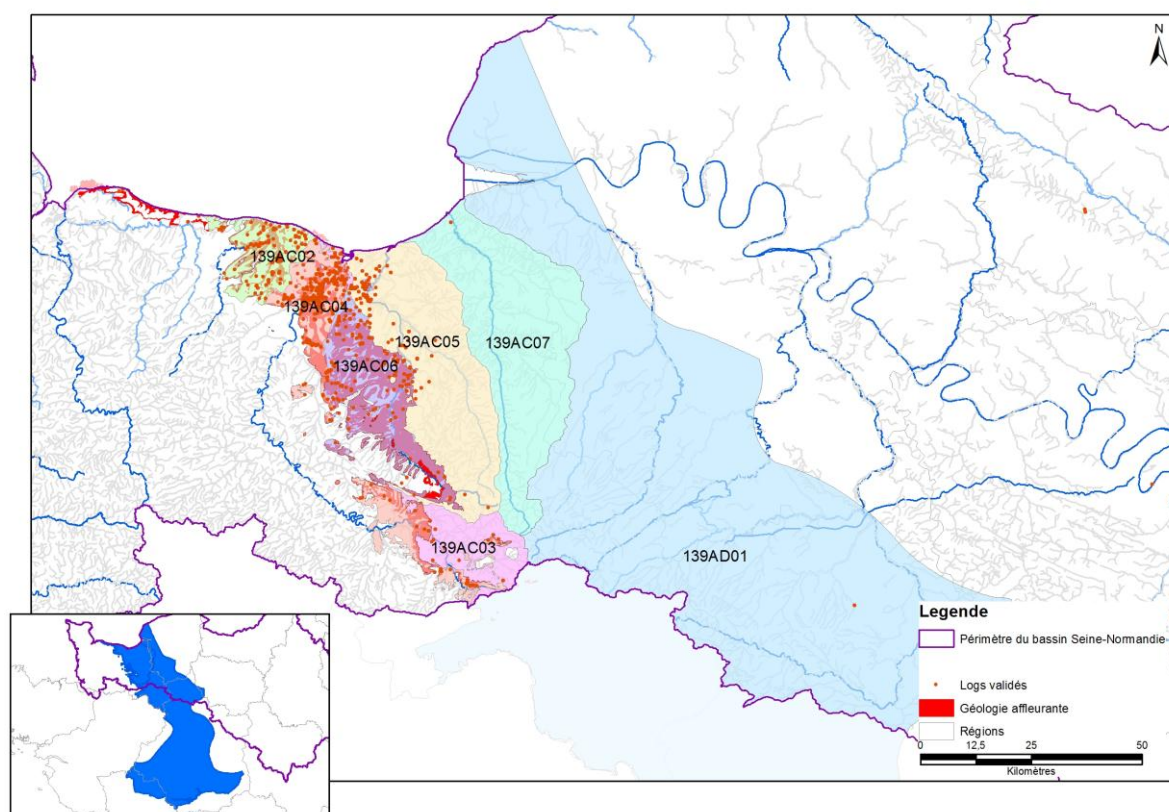 N
139AC02
139AC04
139AC05
139AC07
139AC06
139AC03
139AD01
Legende
Périmètre du bassin Seine-Normandie-
Logs validés
Géologie affleurante
Régions
0 12,5 25 50
Kilomètres